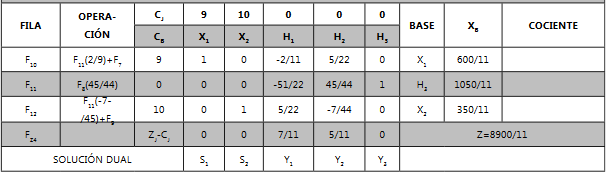 FILA OPERA-CIÓN Cⱼ 9 10 0 0 0 BASE X_B COCIENTE
C_B X₁ X₂ H₁ H₂ H₃
F₁₀ F₁₁(2/9)+F₇ 9 1 0 -2/11 5/22 0 X₁ 600/11
F₁₁ F₈(45/44) 0 0 0 -51/22 45/44 1 H₃ 1050/11
F₁₂ F₁₁(-7-/45)+F₉ 10 0 1 5/22 -7/44 0 X₂ 350/11
F_Z4 Zⱼ-Cⱼ 0 0 7/11 5/11 0 Z=8900/11
SOLUCIÓN DUAL S₁ S₂ Y₁ Y₂ Y₃